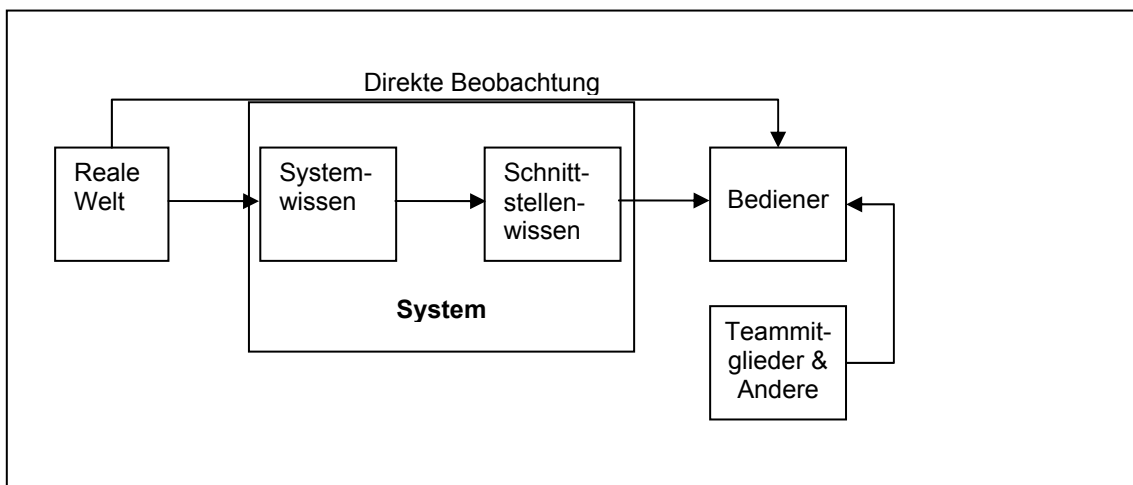 Direkte Beobachtung
Reale
Welt
System-
wissen
Schnitt-
stellen-
wissen
Bediener
System
Teammit-
glieder &
Andere